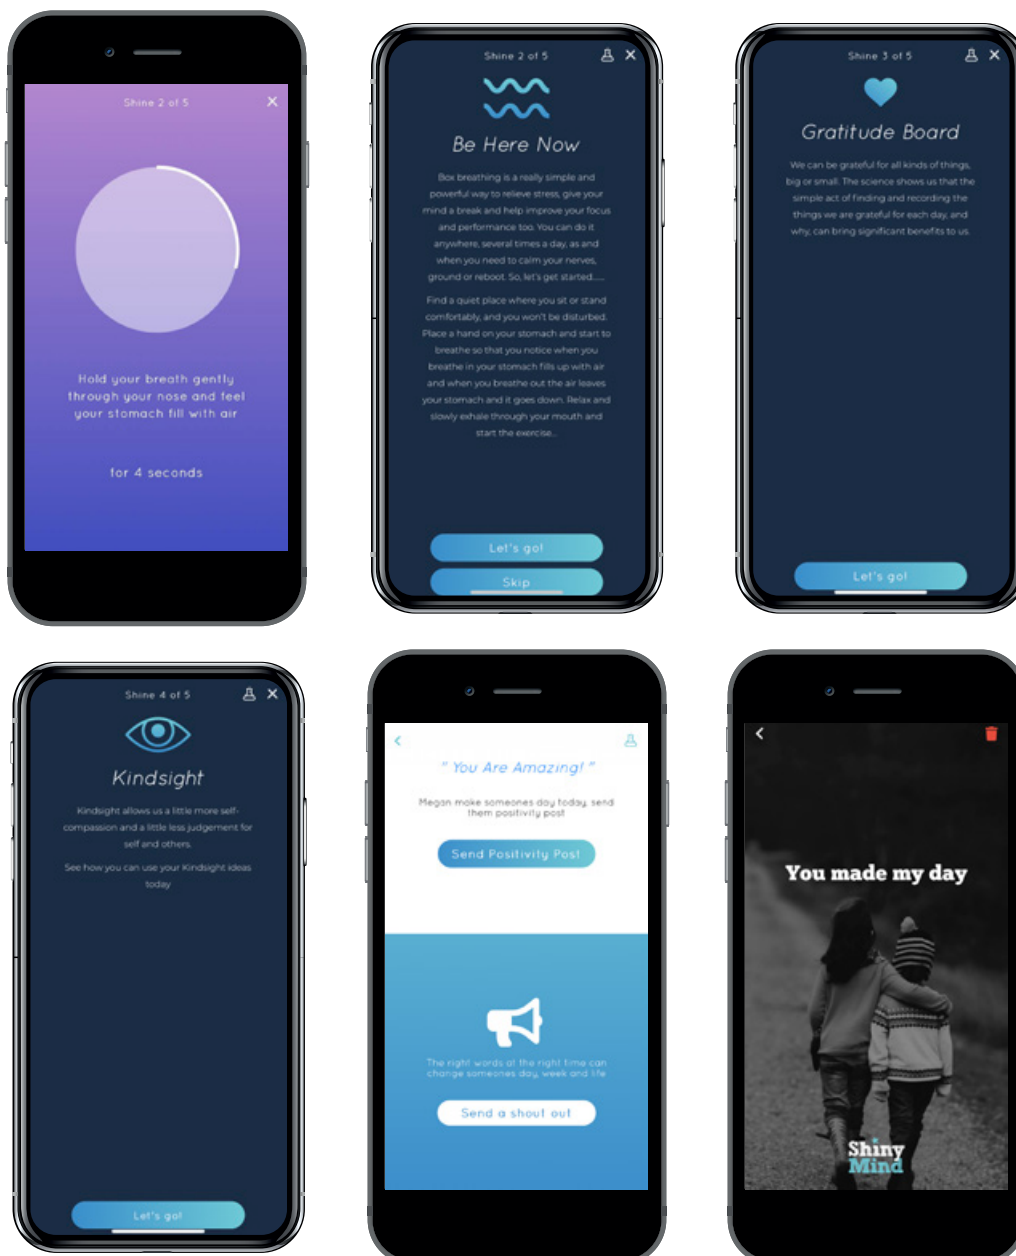 Shine 2 of 5
Hold your breath gently
through your nose and feel
your stomach fill with air
for 4 seconds
Shine 2 of 5
Be Here Now
Box breathing is a really simple and
powerful way to relieve stress, give your
mind a break and help improve your focus
and performance too. You can do it
anywhere, several times a day, as and
when you need to calm your nerves,
ground or reboot. So, let's get started.....
Find a quiet place where you sit or stand
comfortably, and you won't be disturbed.
Place a hand on your stomach and start to
breathe so that you notice when you
breathe in your stomach fills up with air
and when you breathe out the air leaves
your stomach and it goes down. Relax and
slowly exhale through your mouth and
start the exercise...
Let's go!
Skip
Shine 3 of 5
Gratitude Board
We can be grateful for all kinds of things,
big or small. The science shows us that the
simple act of finding and recording the
things we are grateful for each day, and
why, can bring significant benefits to us.
Let's go!
Shine 4 of 5
Kindsight
Kindsight allows us a little more self-
compassion and a little less judgement for
self and others.
See how you can use your Kindsight ideas
today
Let's go!
" You Are Amazing! "
Megan make someones day today, send
them positivity post
Send Positivity Post
The right words at the right time can
change someones day, week and life
Send a shout out
You made my day
Shiny
Mind